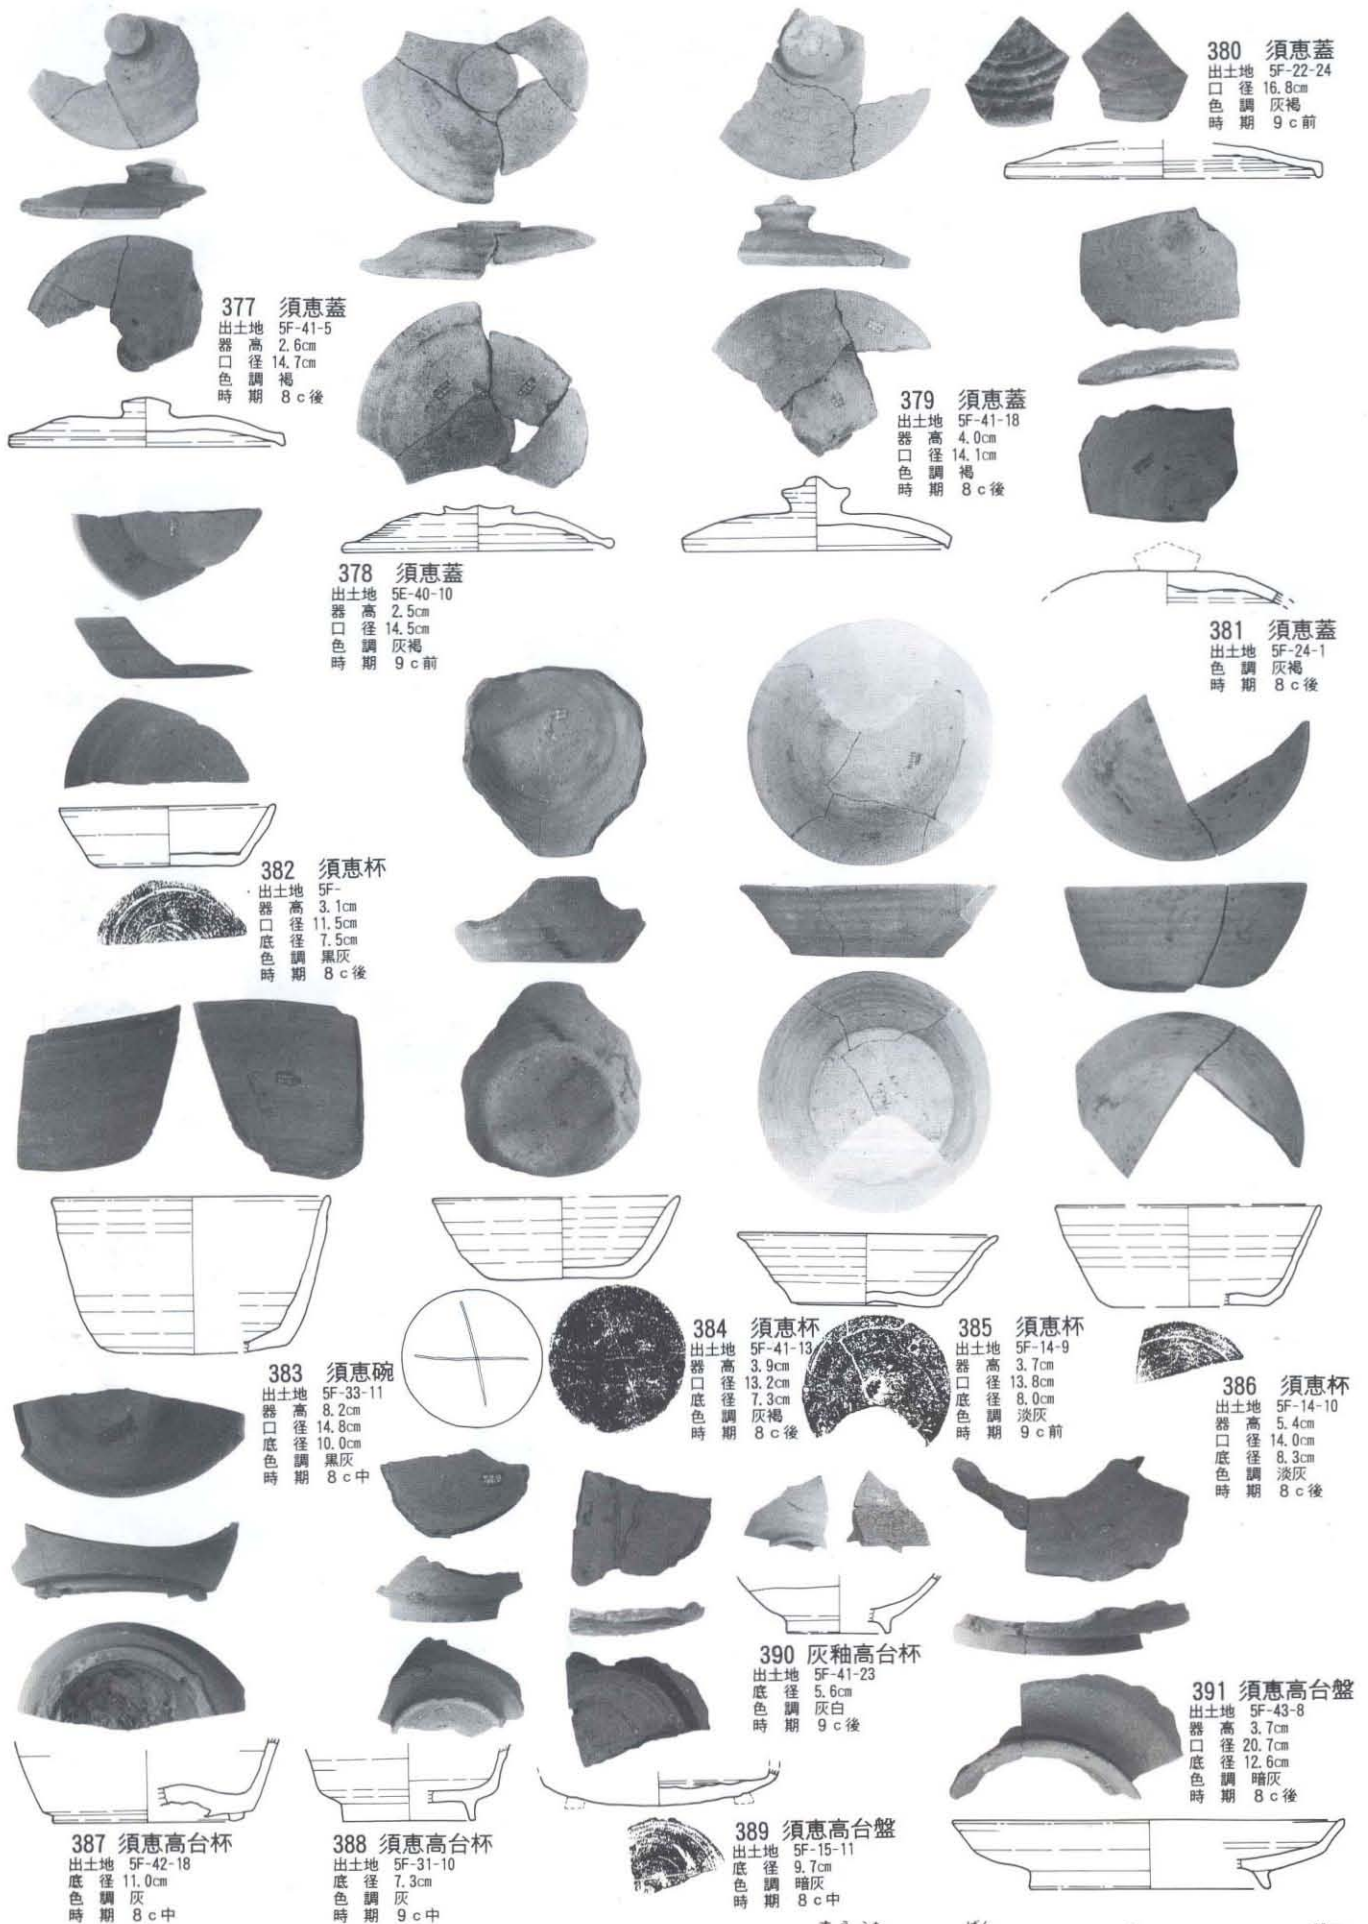 377 須恵蓋
出土地 5F-41-5
器高 2.6cm
口径 14.7cm
色調 褐
時期 8c後
378 須恵蓋
出土地 5E-40-10
器高 2.5cm
口径 14.5cm
色調 灰褐
時期 9c前
379 須恵蓋
出土地 5F-41-18
器高 4.0cm
口径 14.1cm
色調 褐
時期 8c後
380 須恵蓋
出土地 5F-22-24
口径 16.8cm
色調 灰褐
時期 9c前
381 須恵蓋
出土地 5F-24-1
色調 灰褐
時期 8c後
382 須恵杯
出土地 5F-
器高 3.1cm
口径 11.5cm
底径 7.5cm
色調 黒灰
時期 8c後
383 須恵碗
出土地 5F-33-11
器高 8.2cm
口径 14.8cm
底径 10.0cm
色調 黒灰
時期 8c中
384 須恵杯
出土地 5F-41-13
器高 3.9cm
口径 13.2cm
底径 7.3cm
色調 灰褐
時期 8c後
385 須恵杯
出土地 5F-14-9
器高 3.7cm
口径 13.8cm
底径 8.0cm
色調 淡灰
時期 9c前
386 須恵杯
出土地 5F-14-10
器高 5.4cm
口径 14.0cm
底径 8.3cm
色調 淡灰
時期 8c後
387 須恵高台杯
出土地 5F-42-18
底径 11.0cm
色調 灰
時期 8c中
388 須恵高台杯
出土地 5F-31-10
底径 7.3cm
色調 灰
時期 9c中
389 須恵高台盤
出土地 5F-15-11
底径 9.7cm
色調 暗灰
時期 8c中
390 灰釉高台杯
出土地 5F-41-23
底径 5.6cm
色調 灰白
時期 9c後
391 須恵高台盤
出土地 5F-43-8
器高 3.7cm
口径 20.7cm
底径 12.6cm
色調 暗灰
時期 8c後